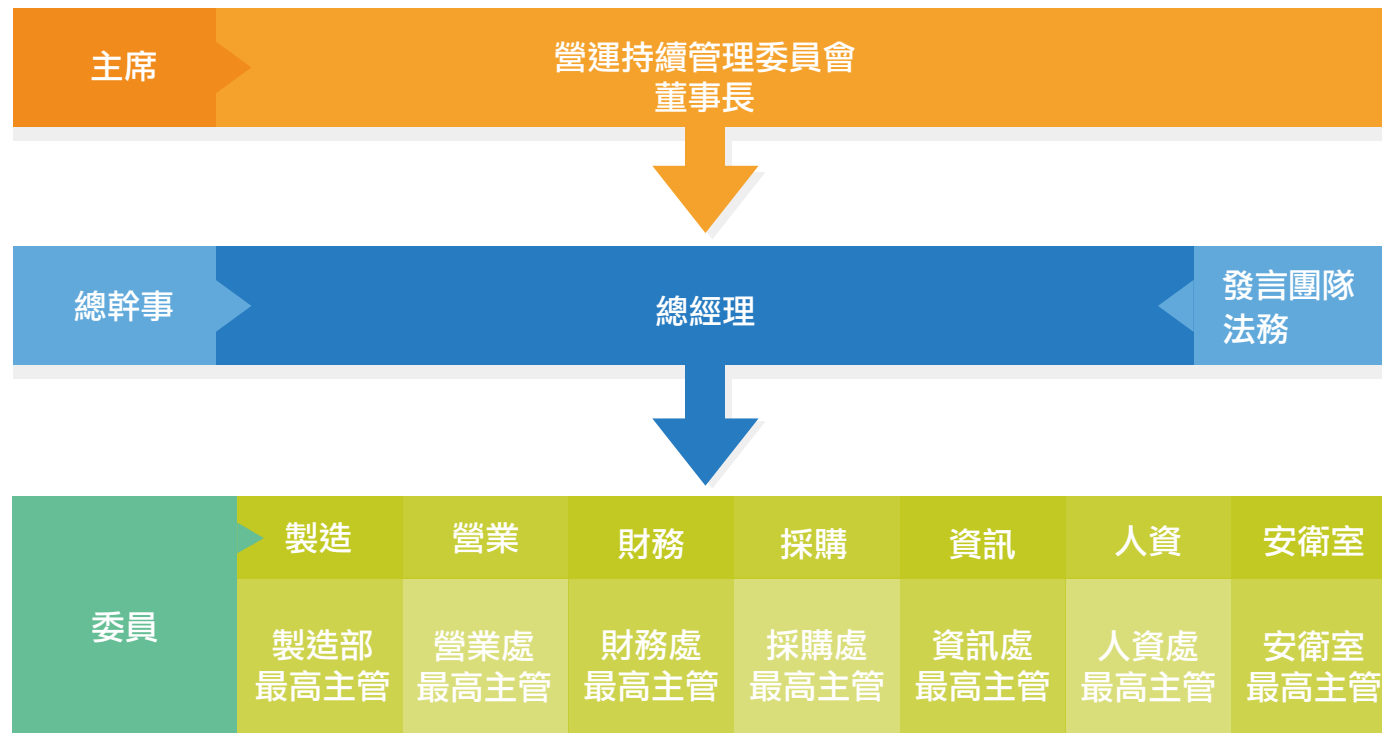 主席
營運持續管理委員會
董事長
總幹事
總經理
發言團隊
法務
委員
製造
營業
財務
採購
資訊
人資
安衛室
製造部
最高主管
營業處
最高主管
財務處
最高主管
採購處
最高主管
資訊處
最高主管
人資處
最高主管
安衛室
最高主管